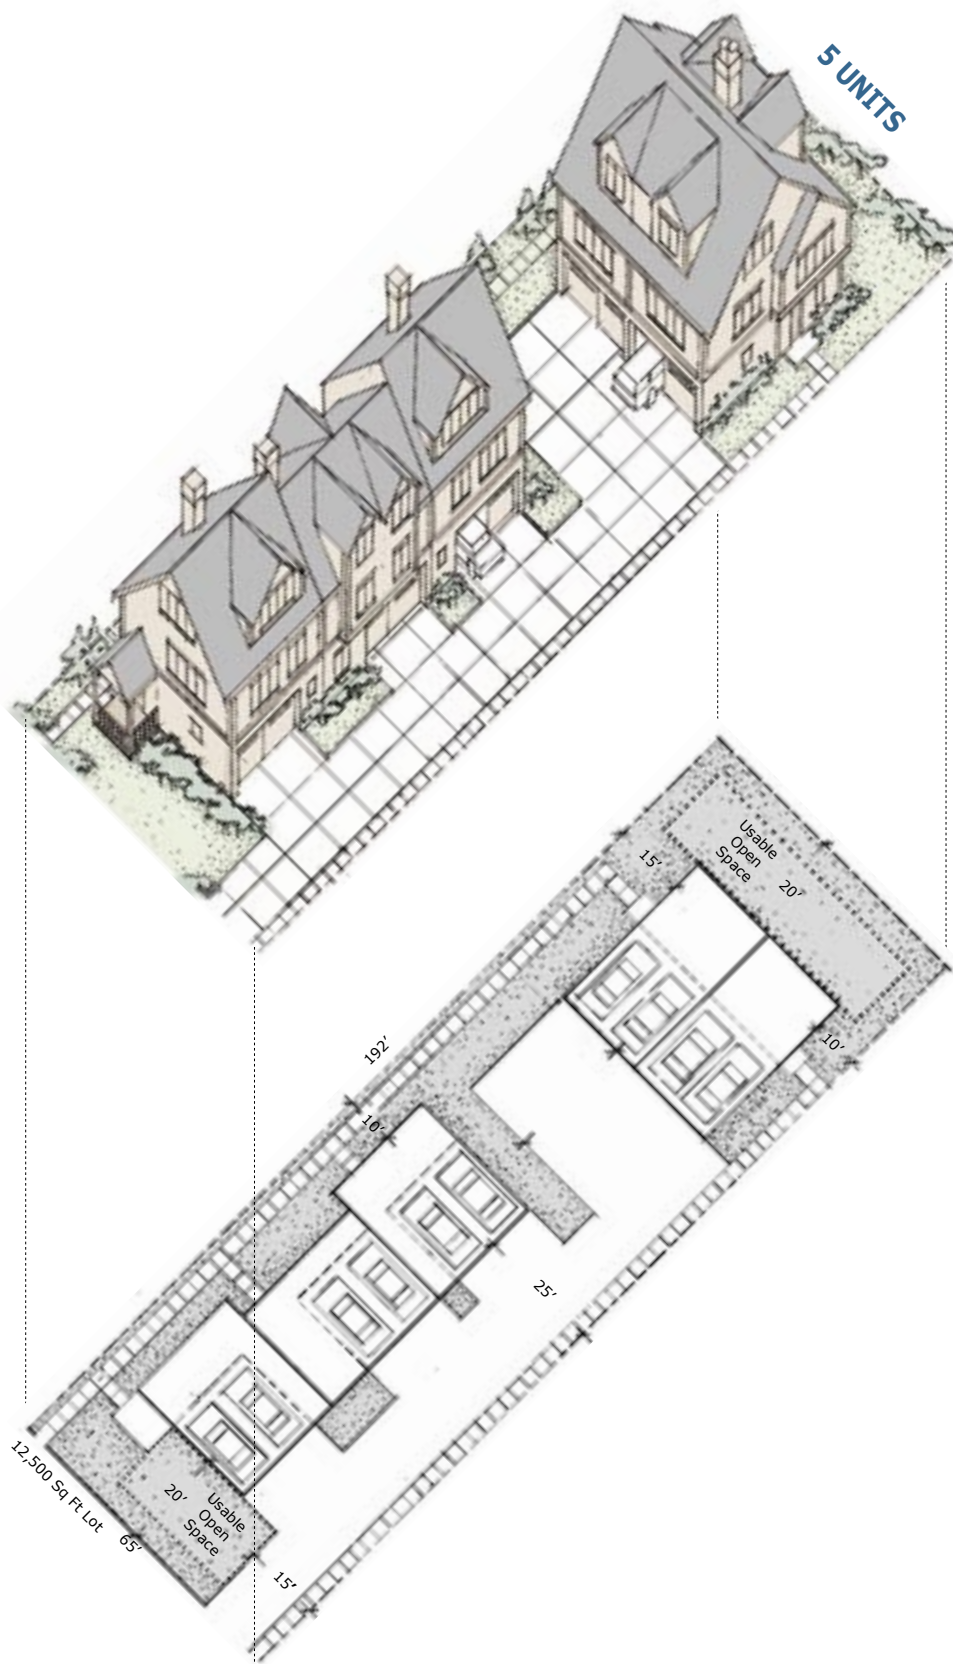 5 UNITS
Usable
Open
Space
20’
15’
10’
192’
10’
25’
20’
Usable
Open
Space
12,500 Sq Ft Lot
65’
15’